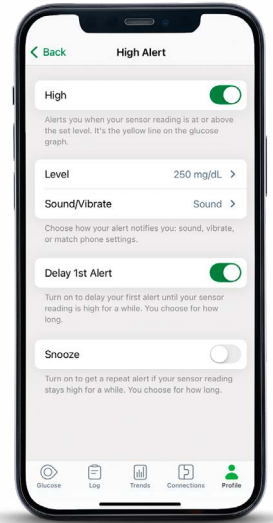 Back
High Alert
High
Alerts you when your sensor reading is at or above
the set level. It's the yellow line on the glucose
graph.
Level
250 mg/dL
Sound/Vibrate
Sound
Choose how your alert notifies you: sound, vibrate,
or match phone settings.
Delay 1st Alert
Turn on to delay your first alert until your sensor
reading is high for a while. You choose for how
long.
Snooze
Turn on to get a repeat alert if your sensor reading
stays high for a while. You choose for how long.
Glucose
Log
Trends
Connections
Profile